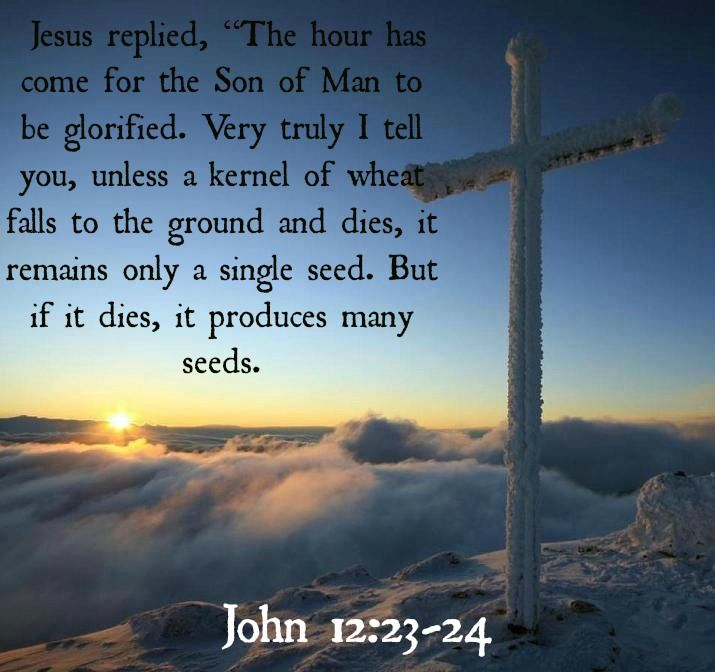 Jesus replied, “The hour has
come for the Son of Man to
be glorified. Very truly I tell
you, unless a kernel of wheat
falls to the ground and dies, it
remains only a single seed. But
if it dies, it produces many
seeds.
John 12:23-24